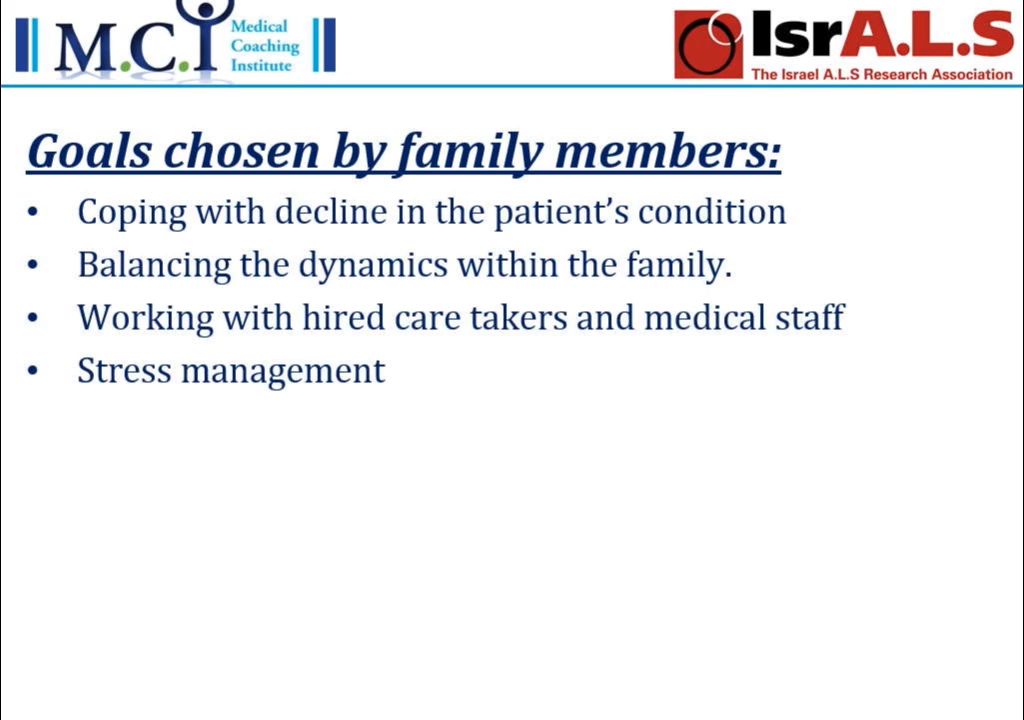 M.C.I
Medical
Coaching
Institute
IsrA.L.S
The Israel A.L.S Research Association
Goals chosen by family members:
• Coping with decline in the patient’s condition
• Balancing the dynamics within the family.
• Working with hired care takers and medical staff
• Stress management